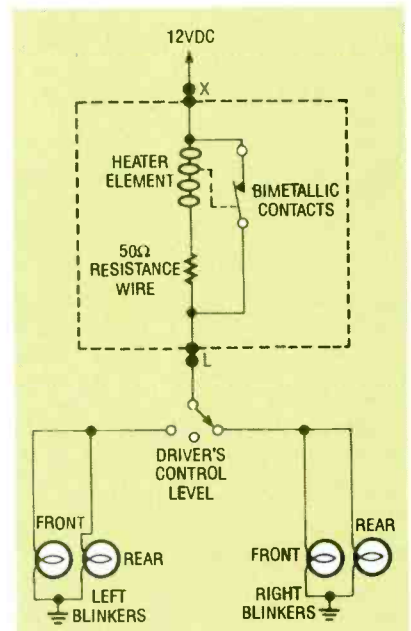 12VDC
X
HEATER
ELEMENT
BIMETALLIC
CONTACTS
50Ω
RESISTANCE
WIRE
L
DRIVER'S
CONTROL
LEVEL
FRONT
REAR
LEFT
BLINKERS
FRONT
REAR
RIGHT
BLINKERS